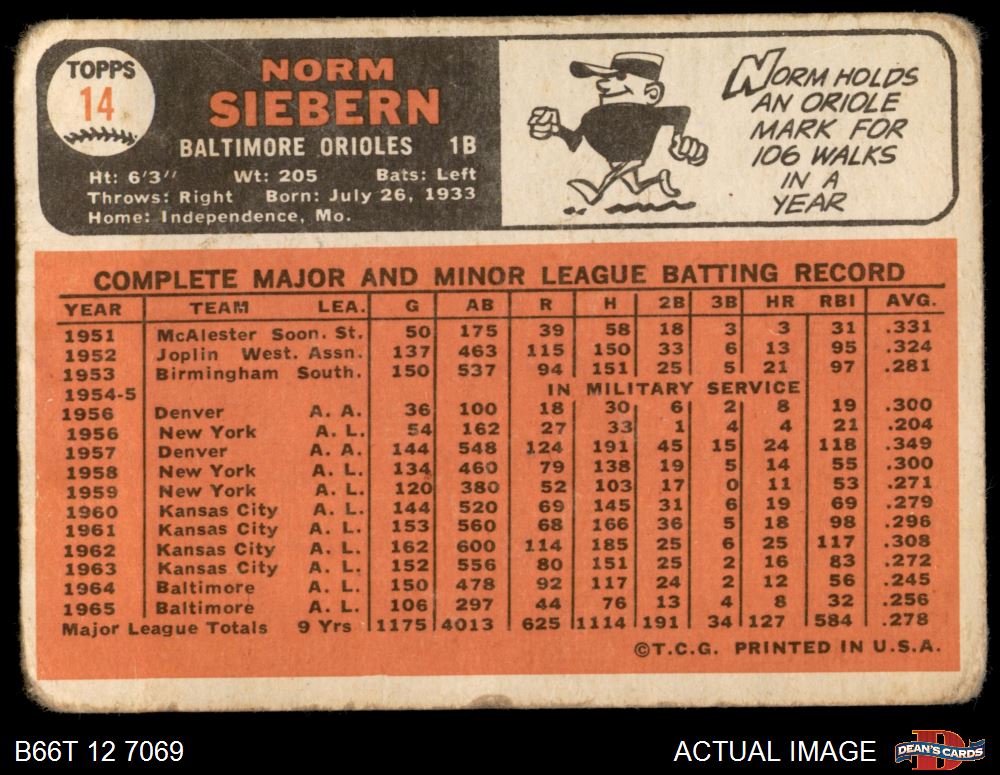 TOPPS
14
NORM
SIEBERN
BALTIMORE ORIOLES 1B
Ht: 6'3" Wt: 205 Bats: Left
Throws: Right Born: July 26, 1933
Home: Independence, Mo.
NORM HOLDS
AN ORIOLE
MARK FOR
106 WALKS
IN A
YEAR
COMPLETE MAJOR AND MINOR LEAGUE BATTING RECORD
YEAR TEAM LEA. G AB R H 2B 3B HR RBI AVG.
1951 McAlester Soon. St. 50 175 39 58 18 3 3 31 .331
1952 Joplin West. Assn. 137 463 115 150 33 6 13 95 .324
1953 Birmingham South. 150 537 94 151 25 5 21 97 .281
1954-5 IN MILITARY SERVICE
1956 Denver A. A. 36 100 18 30 6 2 8 19 .300
1956 New York A. L. 54 162 27 33 1 4 4 21 .204
1957 Denver A. A. 144 548 124 191 45 15 24 118 .349
1958 New York A. L. 134 460 79 138 19 5 14 55 .300
1959 New York A. L. 120 380 52 103 17 0 11 53 .271
1960 Kansas City A. L. 144 520 69 145 31 6 19 69 .279
1961 Kansas City A. L. 153 560 68 166 36 5 18 98 .296
1962 Kansas City A. L. 162 600 114 185 25 6 25 117 .308
1963 Kansas City A. L. 152 556 80 151 25 2 16 83 .272
1964 Baltimore A. L. 150 478 92 117 24 2 12 56 .245
1965 Baltimore A. L. 106 297 44 76 13 4 8 32 .256
Major League Totals 9 Yrs 1175 4013 625 1114 191 34 127 584 .278
©T.C.G. PRINTED IN U.S.A.
B66T 12 7069 ACTUAL IMAGE
DEAN'S CARDS